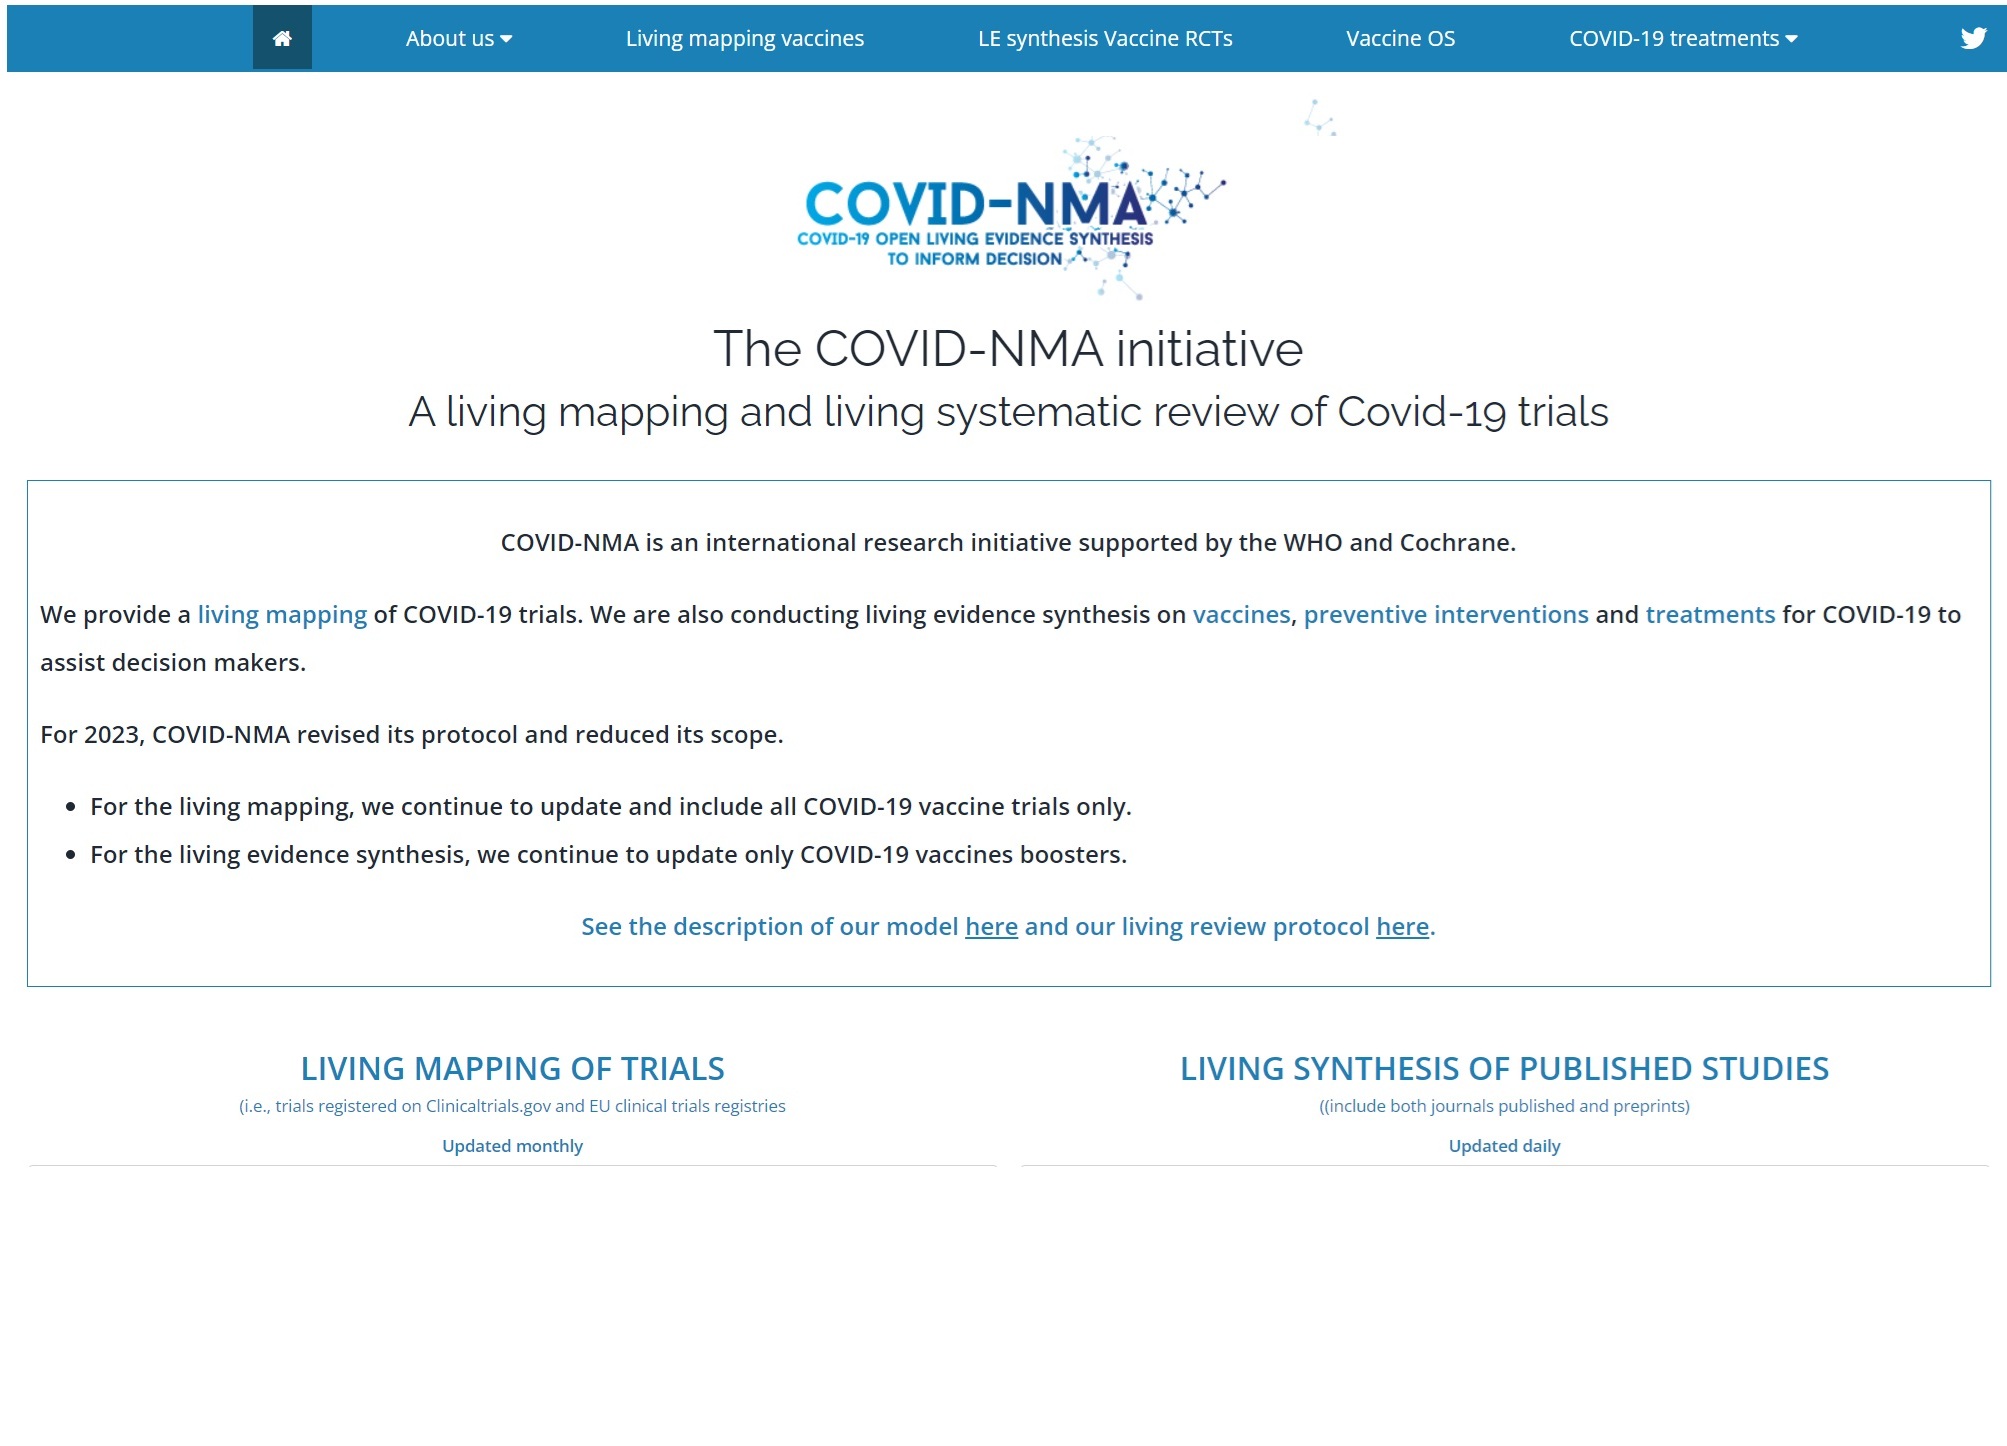 About us
Living mapping vaccines
LE synthesis Vaccine RCTs
Vaccine OS
COVID-19 treatments
COVID-NMA
COVID-19 OPEN LIVING EVIDENCE SYNTHESIS
TO INFORM DECISION
The COVID-NMA initiative
A living mapping and living systematic review of Covid-19 trials
COVID-NMA is an international research initiative supported by the WHO and Cochrane.
We provide a living mapping of COVID-19 trials. We are also conducting living evidence synthesis on vaccines, preventive interventions and treatments for COVID-19 to
assist decision makers.
For 2023, COVID-NMA revised its protocol and reduced its scope.
• For the living mapping, we continue to update and include all COVID-19 vaccine trials only.
• For the living evidence synthesis, we continue to update only COVID-19 vaccines boosters.
See the description of our model here and our living review protocol here.
LIVING MAPPING OF TRIALS
(i.e., trials registered on Clinicaltrials.gov and EU clinical trials registries
Updated monthly
LIVING SYNTHESIS OF PUBLISHED STUDIES
((include both journals published and preprints)
Updated daily